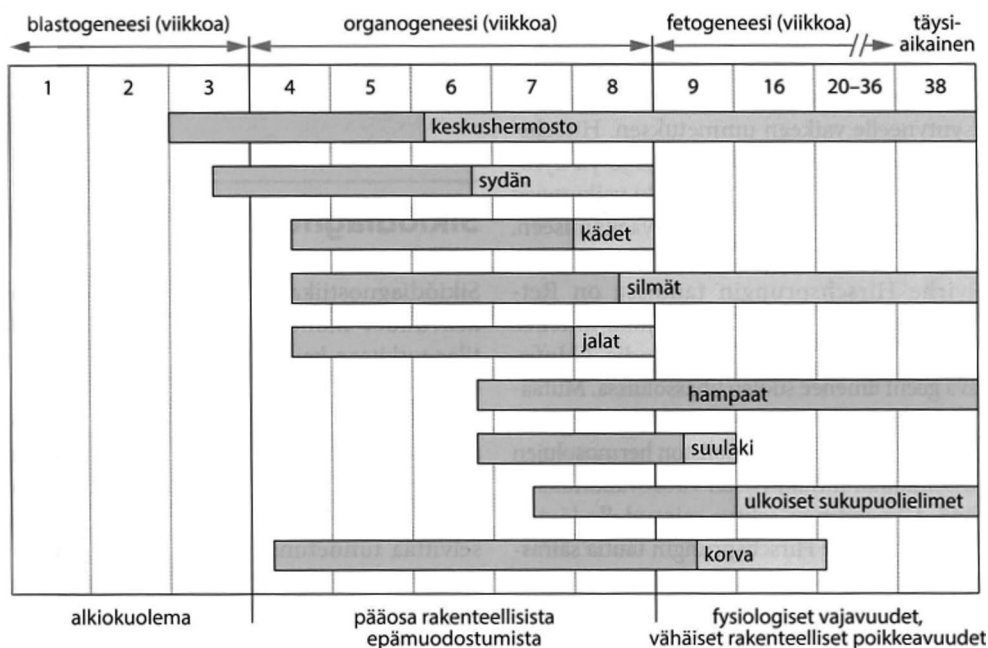 blastogeneesi (viikkoa) organogeneesi (viikkoa) fetogeneesi (viikkoa) täysi-
aikainen
1 2 3 4 5 6 7 8 9 16 20–36 38
keskushermosto
sydän
kädet
silmät
jalat
hampaat
suulaki
ulkoiset sukupuolielimet
korva
alkiokuolema pääosa rakenteellisista fysiologiset vajavuudet,
epämuodostumista vähäiset rakenteelliset poikkeavuudet